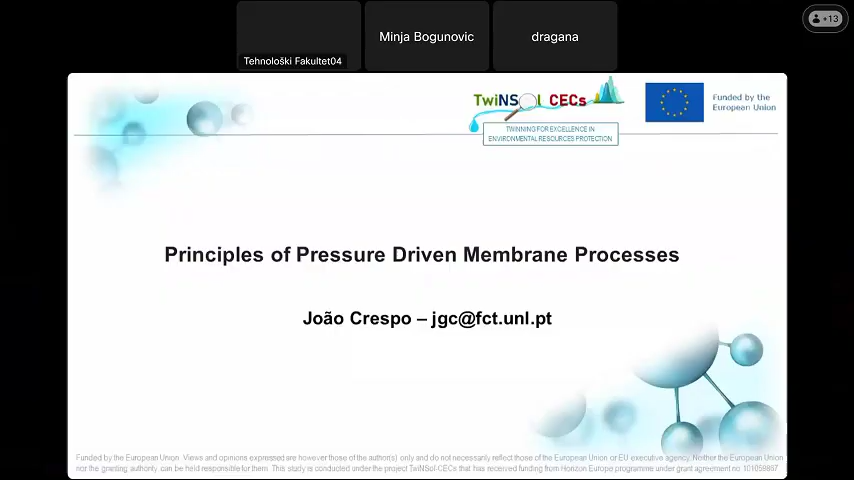 Tehnološki Fakultet04
Minja Bogunovic
dragana
+13
TwiNSol CECs
TWINNING FOR EXCELLENCE IN
ENVIRONMENTAL RESOURCES PROTECTION
Funded by the
European Union
Principles of Pressure Driven Membrane Processes
João Crespo – jgc@fct.unl.pt
Funded by the European Union. Views and opinions expressed are however those of the author(s) only and do not necessarily reflect those of the European Union or EU executive agency. Neither the European Union
nor the granting authority can be held responsible for them. This study is conducted under the project TwiNSol-CECs that has received funding from Horizon Europe programme under grant agreement no 101059867